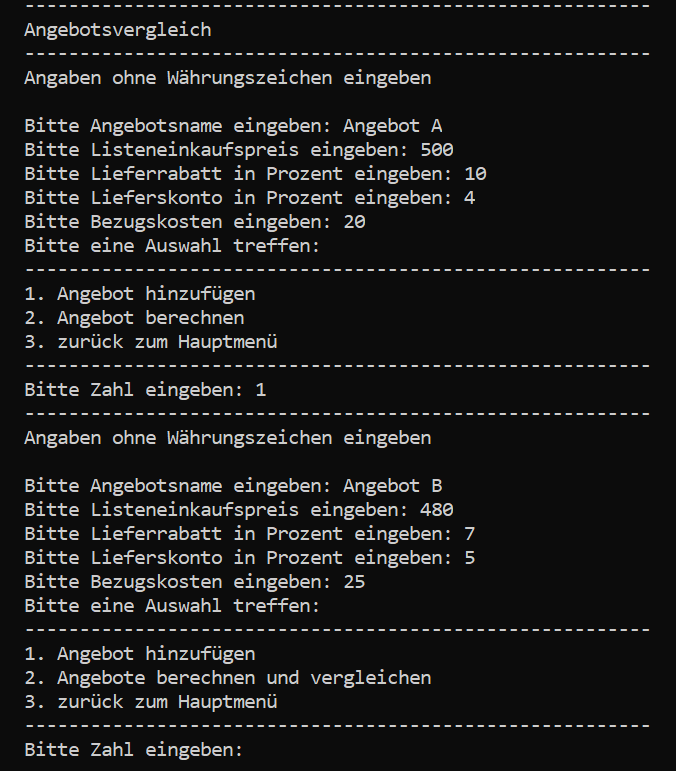 ---------------------------------------------------------
Angebotsvergleich
---------------------------------------------------------
Angaben ohne Währungszeichen eingeben

Bitte Angebotsname eingeben: Angebot A
Bitte Listeneinkaufspreis eingeben: 500
Bitte Lieferrabatt in Prozent eingeben: 10
Bitte Lieferskonto in Prozent eingeben: 4
Bitte Bezugskosten eingeben: 20
Bitte eine Auswahl treffen:
---------------------------------------------------------
1. Angebot hinzufügen
2. Angebot berechnen
3. zurück zum Hauptmenü
---------------------------------------------------------
Bitte Zahl eingeben: 1
---------------------------------------------------------
Angaben ohne Währungszeichen eingeben

Bitte Angebotsname eingeben: Angebot B
Bitte Listeneinkaufspreis eingeben: 480
Bitte Lieferrabatt in Prozent eingeben: 7
Bitte Lieferskonto in Prozent eingeben: 5
Bitte Bezugskosten eingeben: 25
Bitte eine Auswahl treffen:
---------------------------------------------------------
1. Angebot hinzufügen
2. Angebote berechnen und vergleichen
3. zurück zum Hauptmenü
---------------------------------------------------------
Bitte Zahl eingeben: